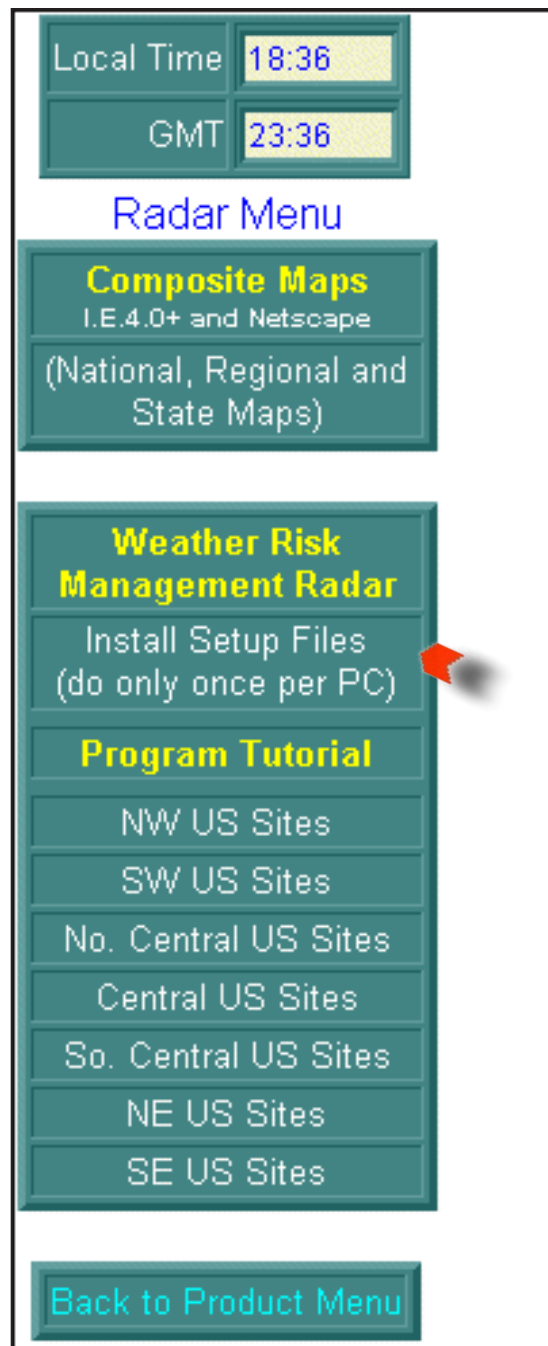 Local Time 18:36
GMT 23:36
Radar Menu
Composite Maps
I.E.4.0+ and Netscape
(National, Regional and
State Maps)
Weather Risk
Management Radar
Install Setup Files
(do only once per PC)
Program Tutorial
NW US Sites
SW US Sites
No. Central US Sites
Central US Sites
So. Central US Sites
NE US Sites
SE US Sites
Back to Product Menu